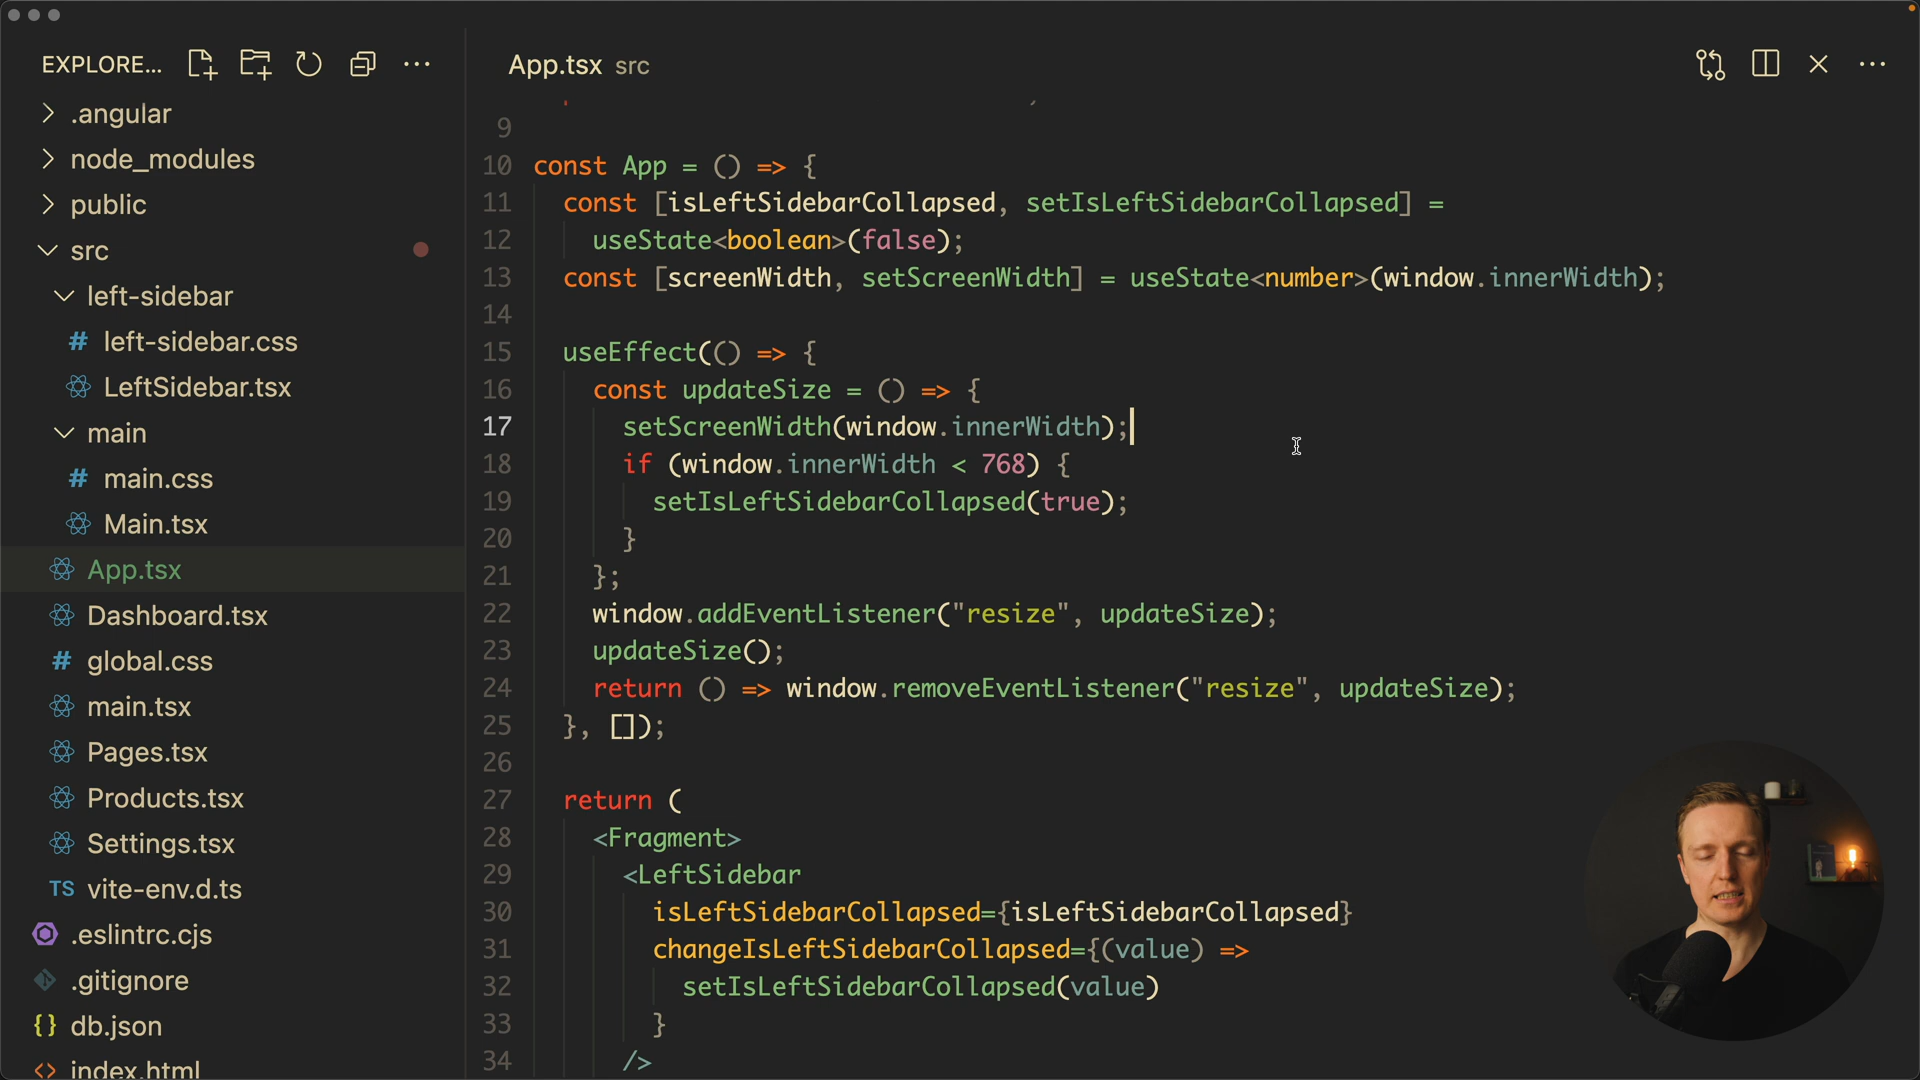 EXPLORE...
.angular
node_modules
public
src
left-sidebar
# left-sidebar.css
LeftSidebar.tsx
main
# main.css
Main.tsx
App.tsx
Dashboard.tsx
# global.css
main.tsx
Pages.tsx
Products.tsx
Settings.tsx
TS vite-env.d.ts
.eslintrc.cjs
.gitignore
{} db.json
<> index.html
App.tsx src
9
10 const App = () => {
11 const [isLeftSidebarCollapsed, setIsLeftSidebarCollapsed] =
12 useState<boolean>(false);
13 const [screenWidth, setScreenWidth] = useState<number>(window.innerWidth);
14
15 useEffect(() => {
16 const updateSize = () => {
17 setScreenWidth(window.innerWidth);
18 if (window.innerWidth < 768) {
19 setIsLeftSidebarCollapsed(true);
20 }
21 };
22 window.addEventListener("resize", updateSize);
23 updateSize();
24 return () => window.removeEventListener("resize", updateSize);
25 }, []);
26
27 return (
28 <Fragment>
29 <LeftSidebar
30 isLeftSidebarCollapsed={isLeftSidebarCollapsed}
31 changeIsLeftSidebarCollapsed={(value) =>
32 setIsLeftSidebarCollapsed(value)
33 }
34 />